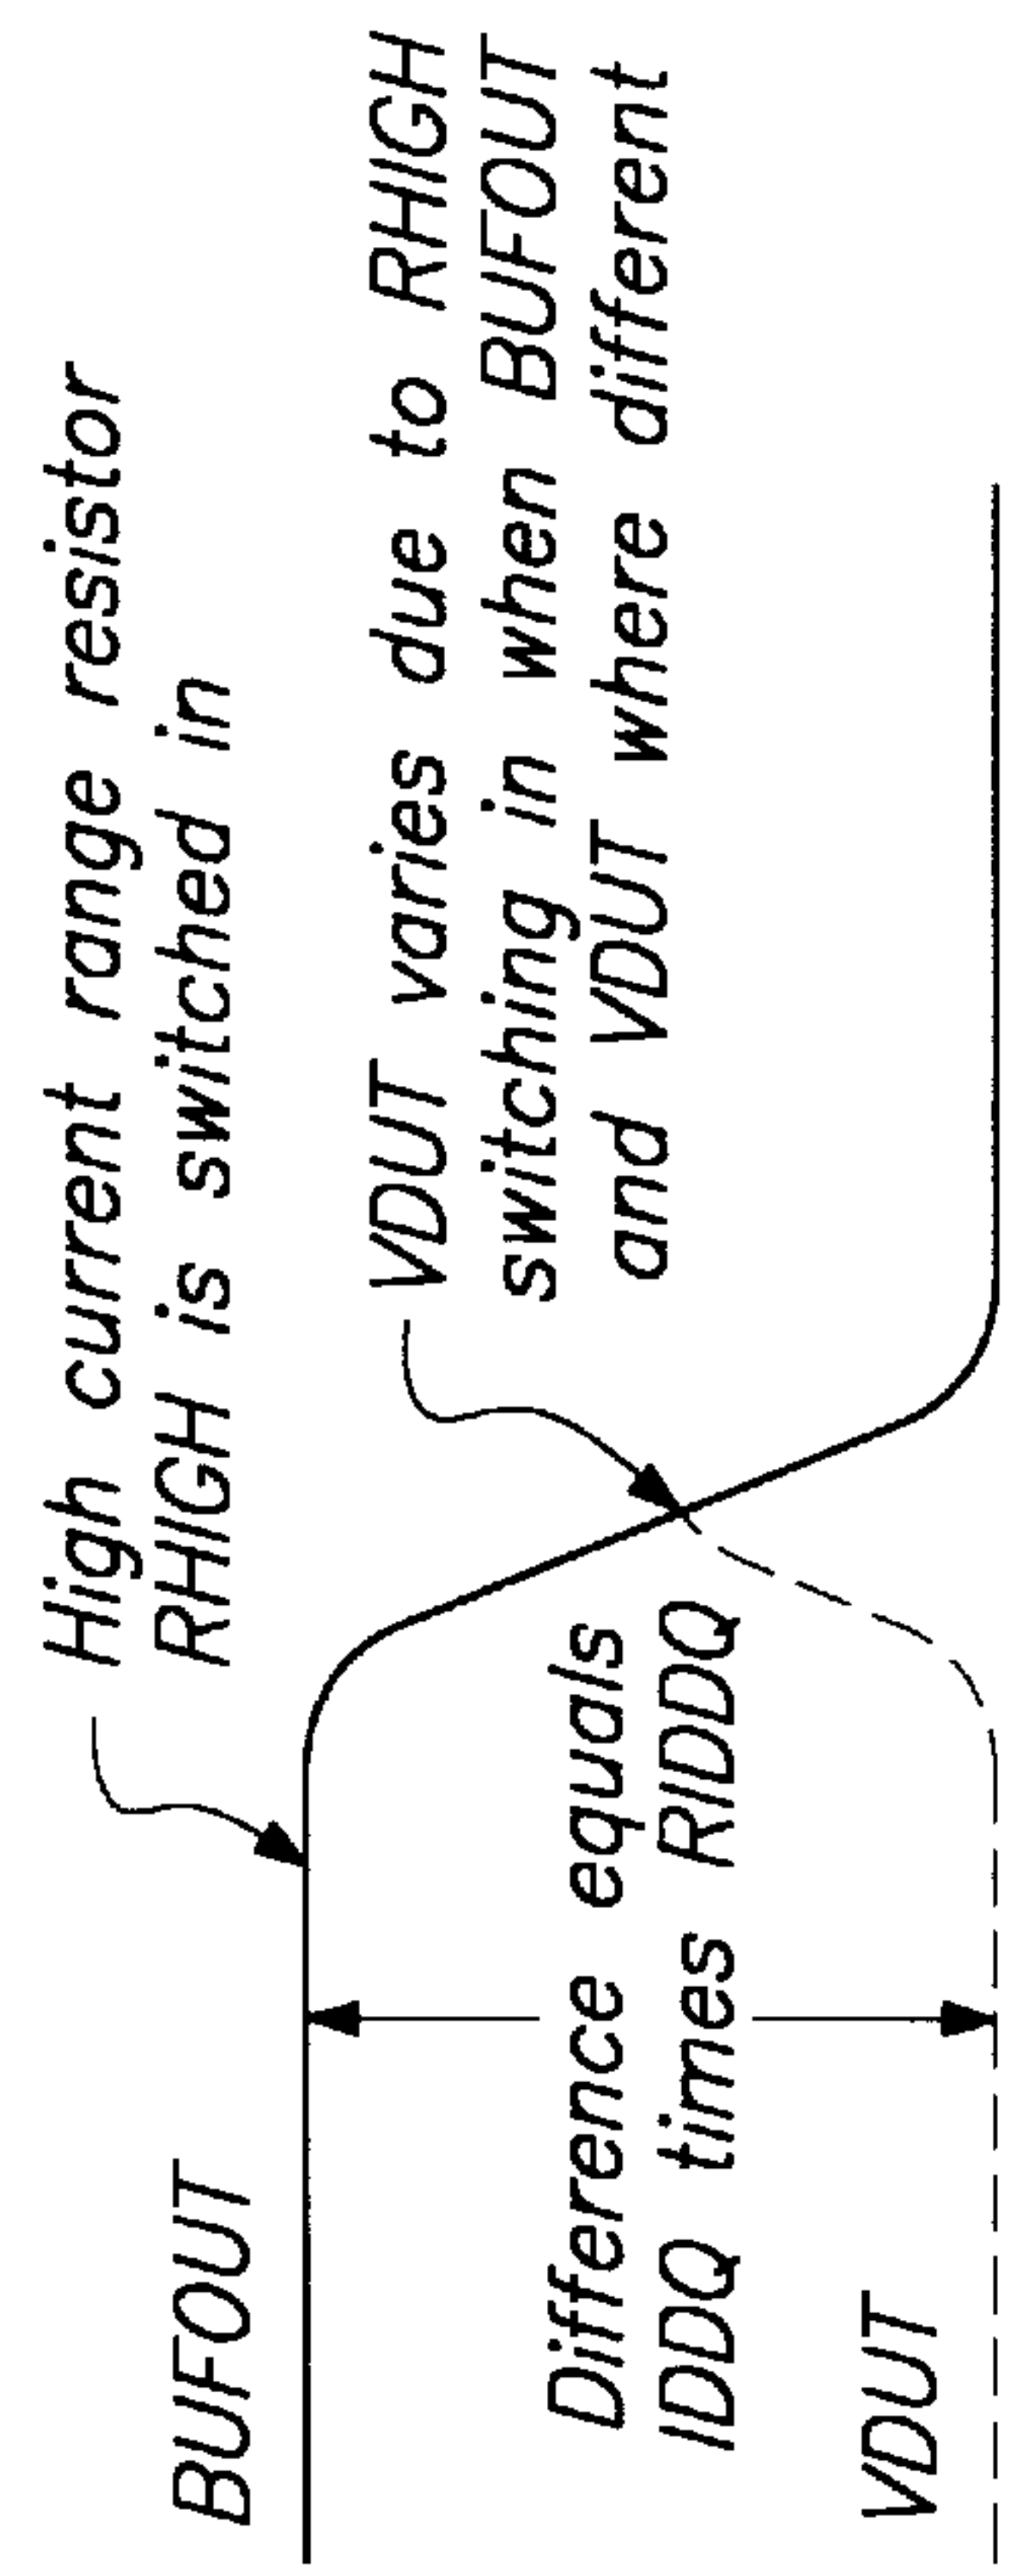 High current range resistor
RHIGH is switched in
BUFOUT
VDUT varies due to RHIGH
switching in when BUFOUT
and VDUT where different
Difference equals
IDDQ times RIDDQ
VDUT